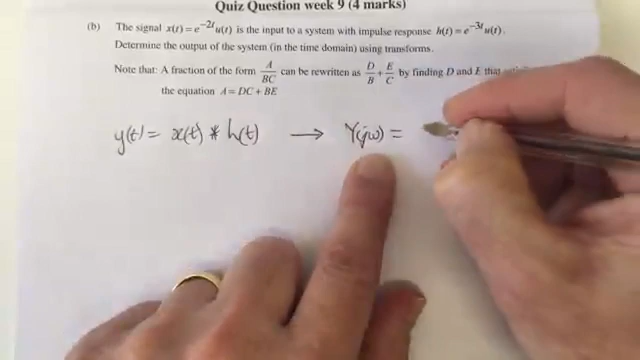 Quiz Question week 9 (4 marks)
(b) The signal x(t) = e^{-2t}u(t) is the input to a system with impulse response h(t) = e^{-3t}u(t).
Determine the output of the system (in the time domain) using transforms.
Note that: A fraction of the form A/BC can be rewritten as D/B + E/C by finding D and E that
the equation A = DC + BE
y(t) = x(t) * h(t) → Y(jω) =